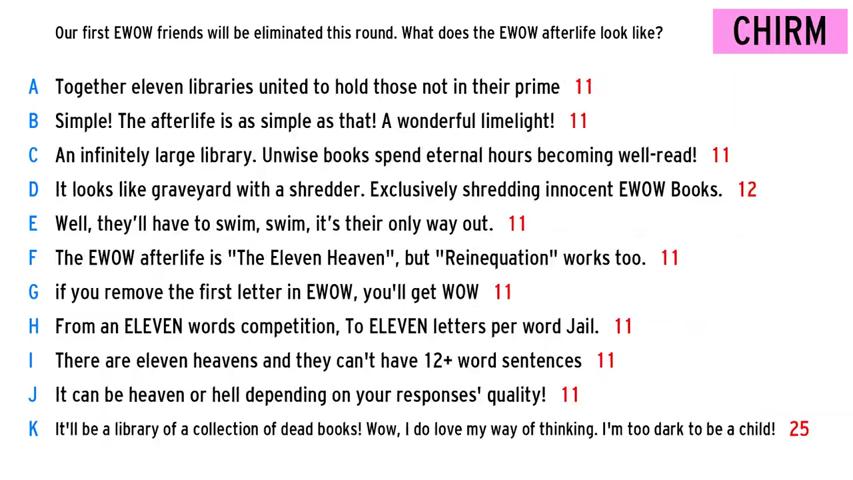 Our first EWOW friends will be eliminated this round. What does the EWOW afterlife look like?
CHIRM
A Together eleven libraries united to hold those not in their prime 11
B Simple! The afterlife is as simple as that! A wonderful limelight! 11
C An infinitely large library. Unwise books spend eternal hours becoming well-read! 11
D It looks like graveyard with a shredder. Exclusively shredding innocent EWOW Books. 12
E Well, they'll have to swim, swim, it's their only way out. 11
F The EWOW afterlife is "The Eleven Heaven", but "Reinequation" works too. 11
G if you remove the first letter in EWOW, you'll get WOW 11
H From an ELEVEN words competition, To ELEVEN letters per word Jail. 11
I There are eleven heavens and they can't have 12+ word sentences 11
J It can be heaven or hell depending on your responses' quality! 11
K It'll be a library of a collection of dead books! Wow, I do love my way of thinking. I'm too dark to be a child! 25